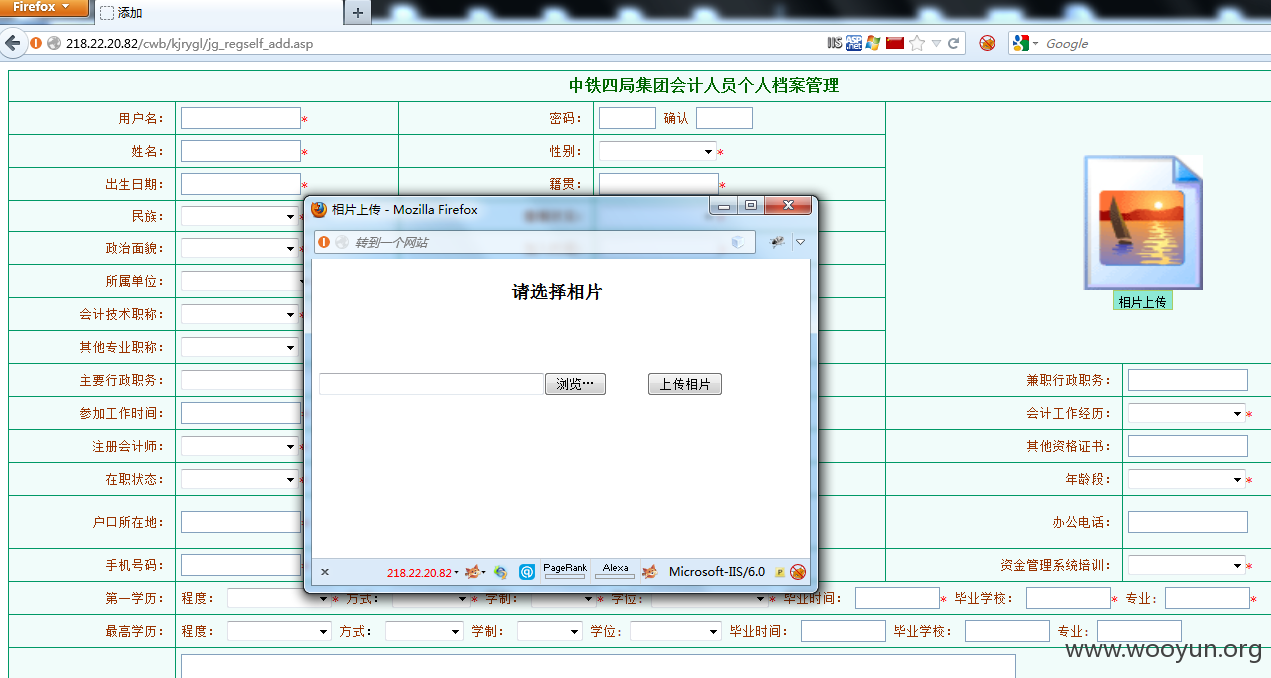 Firefox
添加
218.22.20.82/cwb/kjrygl/jg_regself_add.asp
IIS
Google
中铁四局集团会计人员个人档案管理
用户名：* 密码： 确认
姓名：* 性别：*
出生日期：* 籍贯：*
民族：*
政治面貌：*
所属单位：
会计技术职称：*
其他专业职称：
主要行政职务： 兼职行政职务：
参加工作时间： 会计工作经历：*
注册会计师：* 其他资格证书：
在职状态：* 年龄段：*
户口所在地： 办公电话：
手机号码： 资金管理系统培训：*
第一学历： 程度：* 方式：* 学制：* 学位：* 毕业时间：* 毕业学校：* 专业：*
最高学历： 程度： 方式： 学制： 学位： 毕业时间： 毕业学校： 专业：
相片上传
相片上传 - Mozilla Firefox
转到一个网站
请选择相片
浏览… 上传相片
218.22.20.82 PageRank Alexa Microsoft-IIS/6.0 P
www.wooyun.org